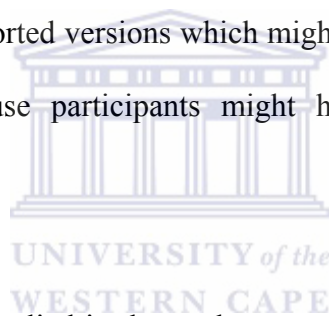 orted versions which migh
use participants might h
UNIVERSITY of the
WESTERN CAPE